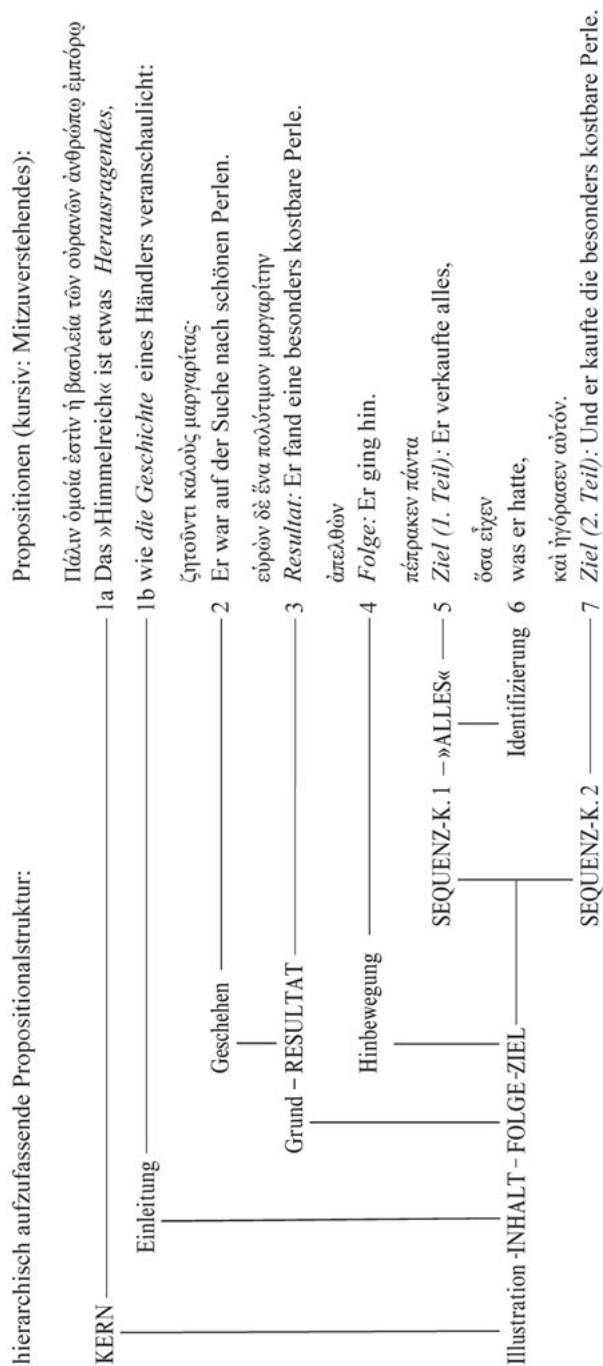 hierarchisch aufzufassende Propositionalstruktur:
Propositionen (kursiv: Mitzuverstehendes):
Πάλιν ὁμοία ἐστὶν ἡ βασιλεία τῶν οὐρανῶν ἀνθρώπῳ ἐμπόρῳ
KERN 1a Das »Himmelreich« ist etwas Herausragendes,
Einleitung 1b wie die Geschichte eines Händlers veranschaulicht:
ζητοῦντι καλοὺς μαργαρίτας·
Geschehen 2 Er war auf der Suche nach schönen Perlen.
εὑρὼν δὲ ἕνα πολύτιμον μαργαρίτην
Grund – RESULTAT 3 Resultat: Er fand eine besonders kostbare Perle.
ἀπελθὼν
Hinbewegung 4 Folge: Er ging hin.
πέπρακεν πάντα
SEQUENZ-K. 1 – »ALLES« 5 Ziel (1. Teil): Er verkaufte alles,
ὅσα εἶχεν
Illustration -INHALT – FOLGE -ZIEL Identifizierung 6 was er hatte,
καὶ ἠγόρασεν αὐτόν.
SEQUENZ-K. 2 7 Ziel (2. Teil): Und er kaufte die besonders kostbare Perle.